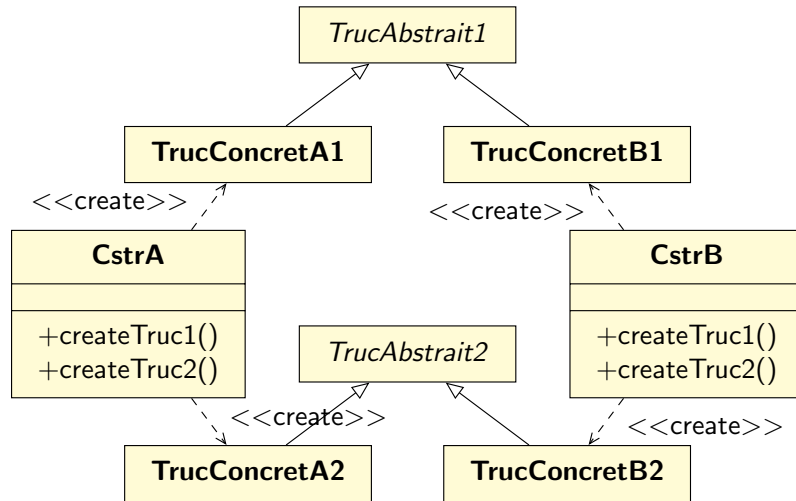 TrucAbstrait1
TrucConcretA1
TrucConcretB1
<<create>>
<<create>>
CstrA
CstrB
+createTruc1()
+createTruc2()
+createTruc1()
+createTruc2()
TrucAbstrait2
<<create>>
<<create>>
TrucConcretA2
TrucConcretB2